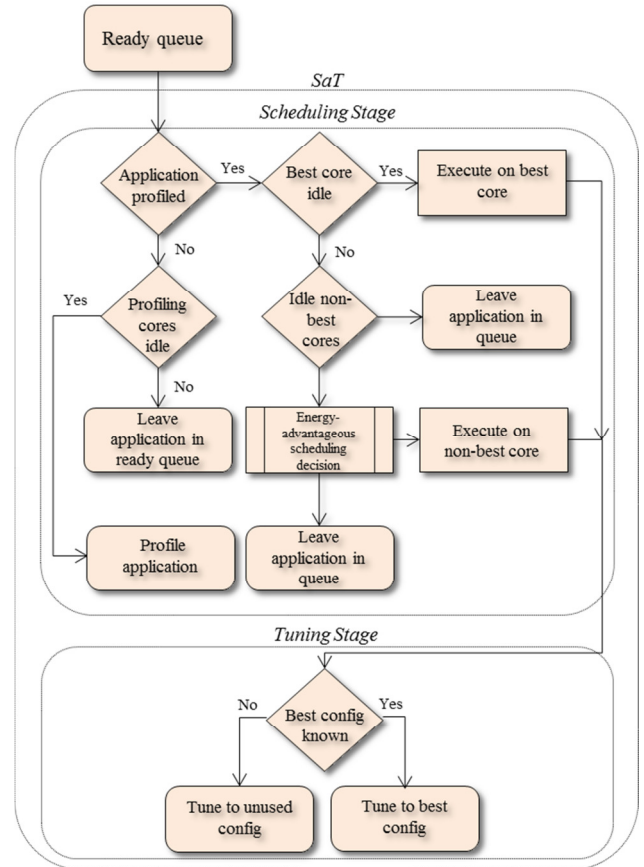 Ready queue
SaT
Scheduling Stage
Application
profiled
Yes
Best core
idle
Yes
Execute on best
core
No
No
Yes
Profiling
cores
idle
Idle non-
best
cores
Leave
application in
queue
No
Leave
application in
ready queue
Energy-
advantageous
scheduling
decision
Execute on
non-best core
Profile
application
Leave
application in
queue
Tuning Stage
No
Best config
known
Yes
Tune to unused
config
Tune to best
config